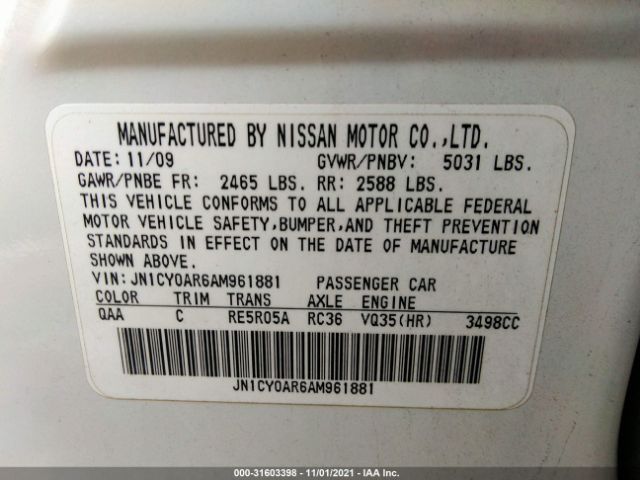 MANUFACTURED BY NISSAN MOTOR CO.,LTD.
DATE: 11/09 GVWR/PNBV: 5031 LBS.
GAWR/PNBE FR: 2465 LBS. RR: 2588 LBS.
THIS VEHICLE CONFORMS TO ALL APPLICABLE FEDERAL
MOTOR VEHICLE SAFETY,BUMPER,AND THEFT PREVENTION
STANDARDS IN EFFECT ON THE DATE OF MANUFACTURE
SHOWN ABOVE.
VIN:JN1CY0AR6AM961881 PASSENGER CAR
COLOR TRIM TRANS AXLE ENGINE
QAA C RE5R05A RC36 VQ35(HR) 3498CC
JN1CY0AR6AM961881
000-31603398 - 11/01/2021 - IAA Inc.